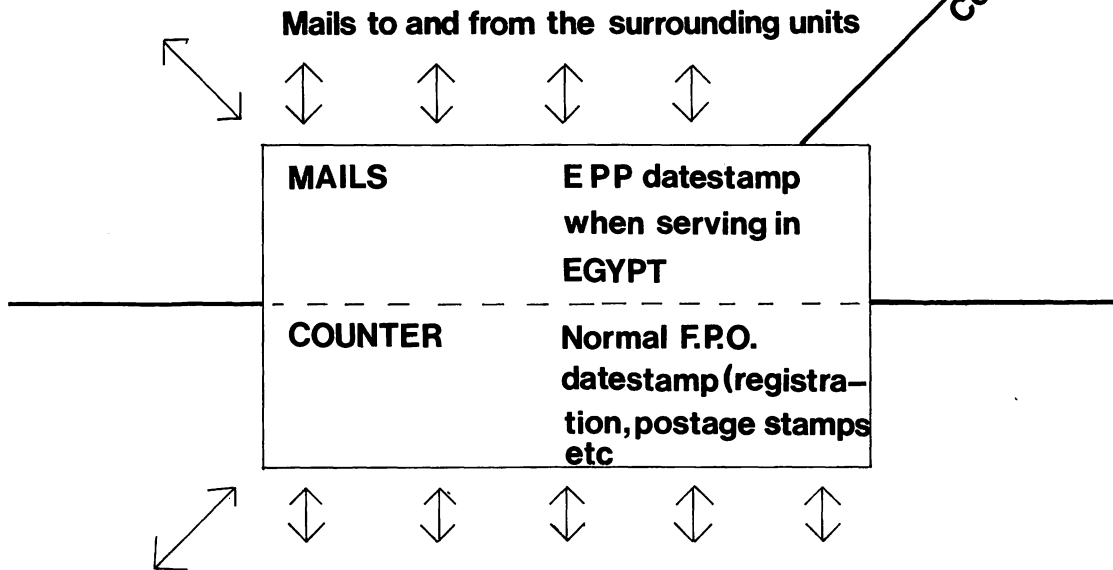 Mails to and from the surrounding units
MAILS
EPP datestamp
when serving in
EGYPT
COUNTER
Normal F.P.O.
datestamp (registra-
tion, postage stamps
etc